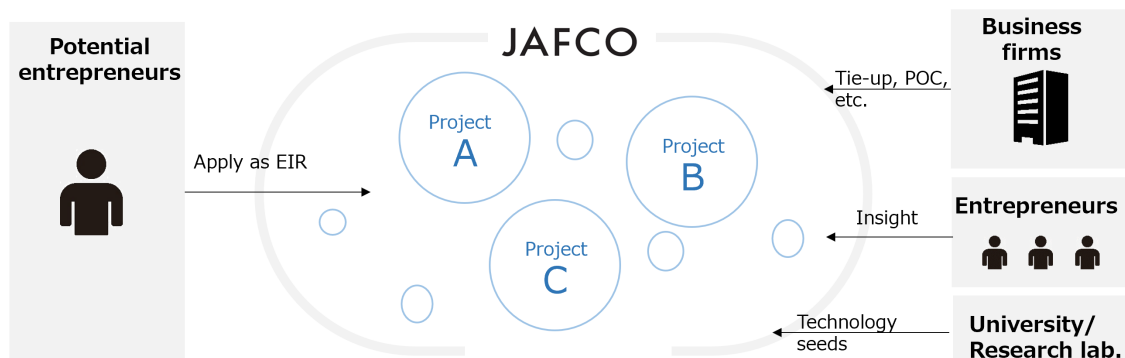 Potential
entrepreneurs
Apply as EIR
JAFCO
Project
A
Project
B
Project
C
Business
firms
Tie-up, POC,
etc.
Entrepreneurs
Insight
University/
Research lab.
Technology
seeds